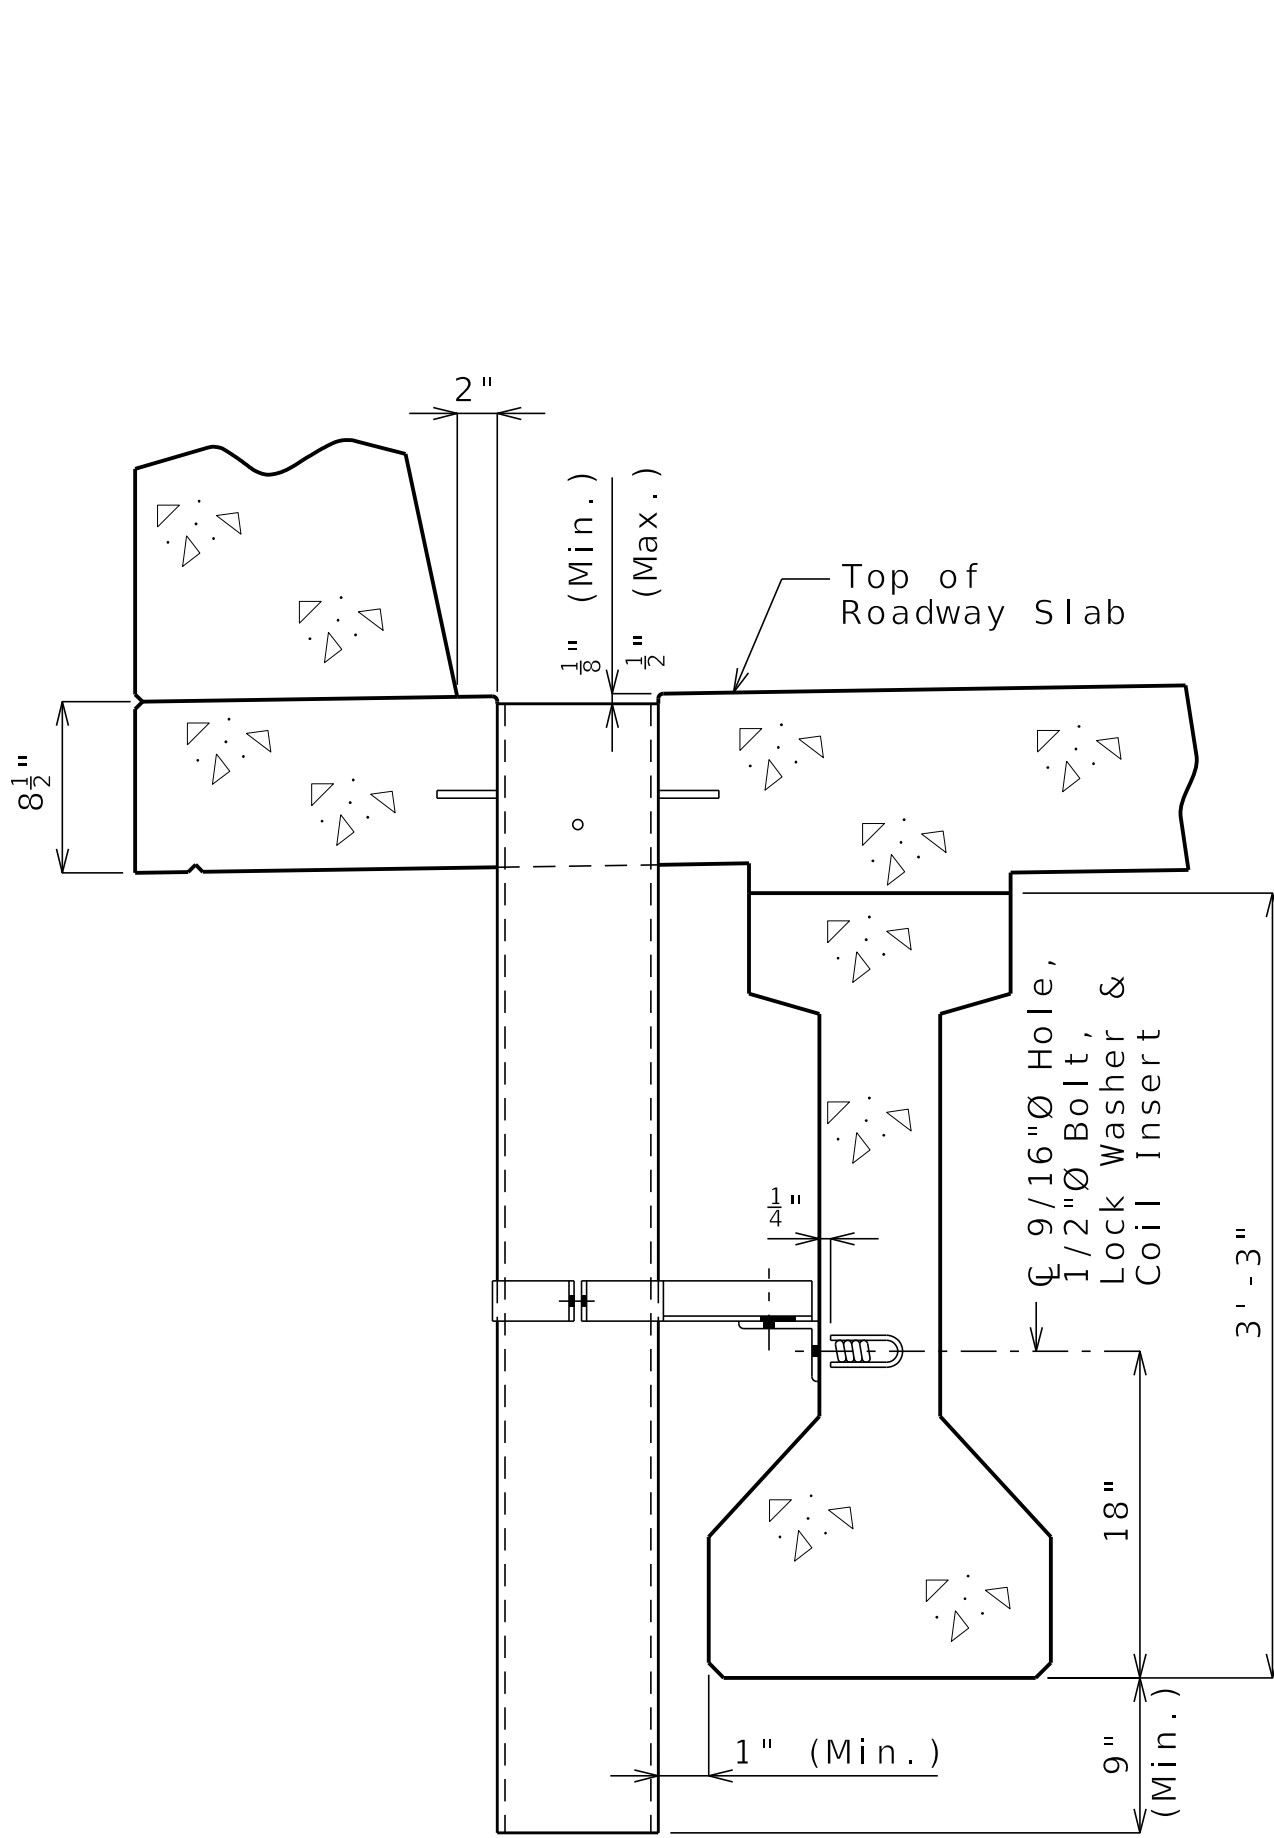 2"
1/8" (Min.)
1/2" (Max.)
Top of
Roadway Slab
8 1/2"
℄ 9/16"Ø Hole,
1/2"Ø Bolt,
Lock Washer &
Coil Insert
1/4"
3'-3"
18"
1" (Min.)
9"
(Min.)